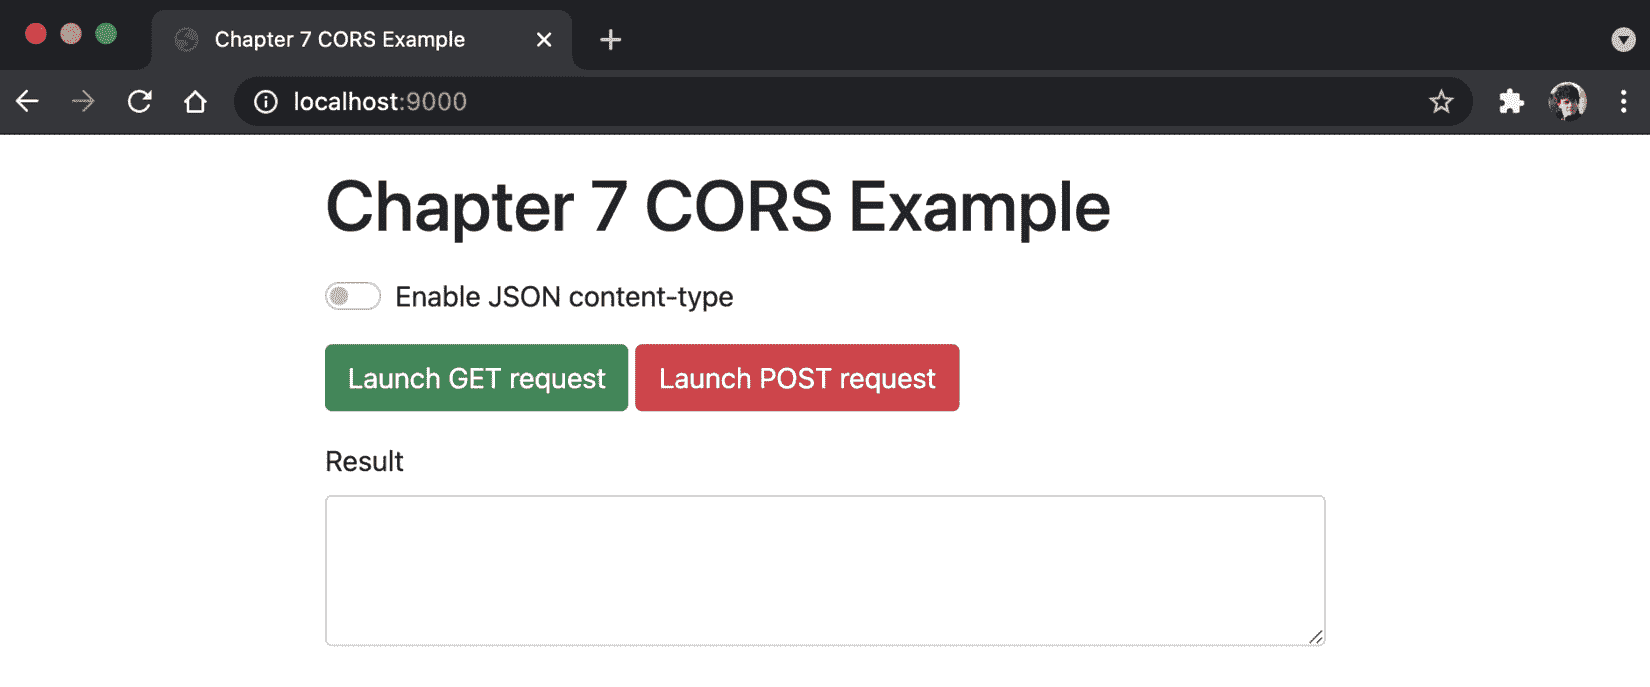 Chapter 7 CORS Example
localhost:9000
Chapter 7 CORS Example
Enable JSON content-type
Launch GET request Launch POST request
Result